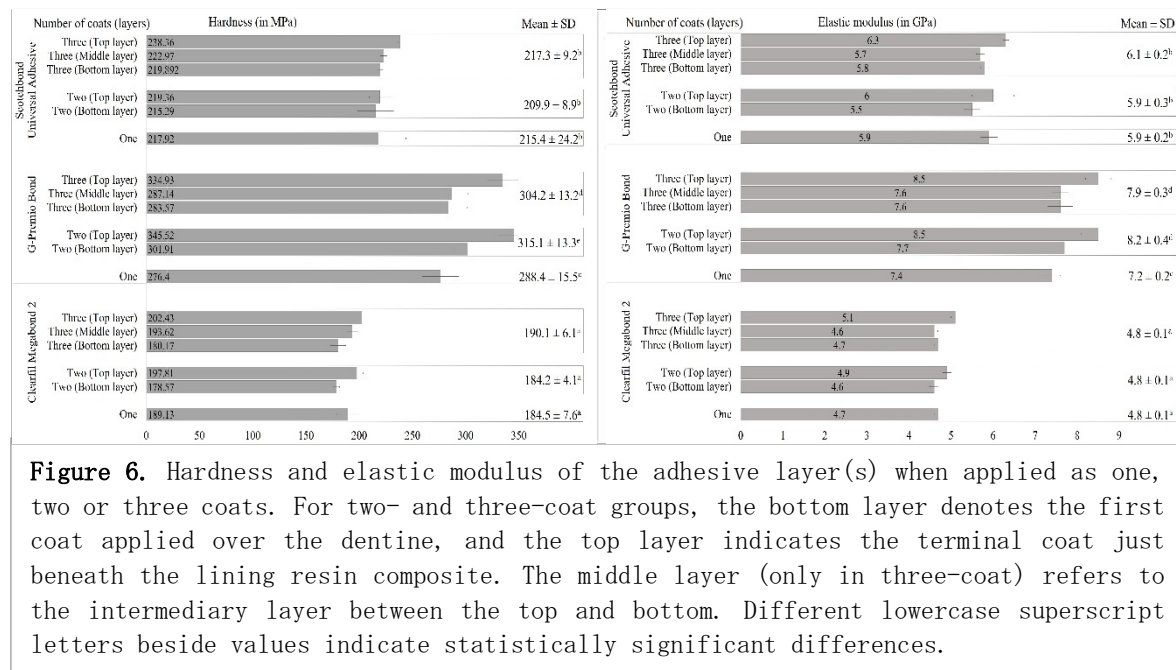 Number of coats (layers) Hardness (in MPa) Mean ± SD
Scotchbond Universal Adhesive
Three (Top layer) 238.36
Three (Middle layer) 222.97 217.3 ± 9.2b
Three (Bottom layer) 219.892
Two (Top layer) 219.36 209.9 – 8.9b
Two (Bottom layer) 215.29
One 217.92 215.4 ± 24.2b
G-Premio Bond
Three (Top layer) 334.93
Three (Middle layer) 287.14 304.2 ± 13.2d
Three (Bottom layer) 283.57
Two (Top layer) 345.52 315.1 ± 13.3
Two (Bottom layer) 301.91
One 276.4 288.4 – 15.5c
Clearfil Megabond 2
Three (Top layer) 202.43
Three (Middle layer) 193.62 190.1 ± 6.1
Three (Bottom layer) 180.17
Two (Top layer) 197.81 184.2 ± 4.1a
Two (Bottom layer) 178.57
One 189.13 184.5 = 7.6a
0 50 100 150 200 250 300 350
Number of coats (layers) Elastic modulus (in GPa) Mean = SD
Scotchbond Universal Adhesive
Three (Top layer) 6.3
Three (Middle layer) 5.7 6.1 ± 0.2b
Three (Bottom layer) 5.8
Two (Top layer) 6 5.9 – 0.3b
Two (Bottom layer) 5.5
One 5.9 5.9 ± 0.2b
G-Premio Bond
Three (Top layer) 8.5
Three (Middle layer) 7.6 7.9 = 0.3d
Three (Bottom layer) 7.6
Two (Top layer) 8.5 8.2 ± 0.4
Two (Bottom layer) 7.7
One 7.4 7.2 – 0.2c
Clearfil Megabond 2
Three (Top layer) 5.1
Three (Middle layer) 4.6 4.8 = 0.1a
Three (Bottom layer) 4.7
Two (Top layer) 4.9 4.8 ± 0.1a
Two (Bottom layer) 4.6
One 4.7 4.8 ± 0.1a
0 1 2 3 4 5 6 7 8 9
Figure 6. Hardness and elastic modulus of the adhesive layer(s) when applied as one,
two or three coats. For two- and three-coat groups, the bottom layer denotes the first
coat applied over the dentine, and the top layer indicates the terminal coat just
beneath the lining resin composite. The middle layer (only in three-coat) refers to
the intermediary layer between the top and bottom. Different lowercase superscript
letters beside values indicate statistically significant differences.